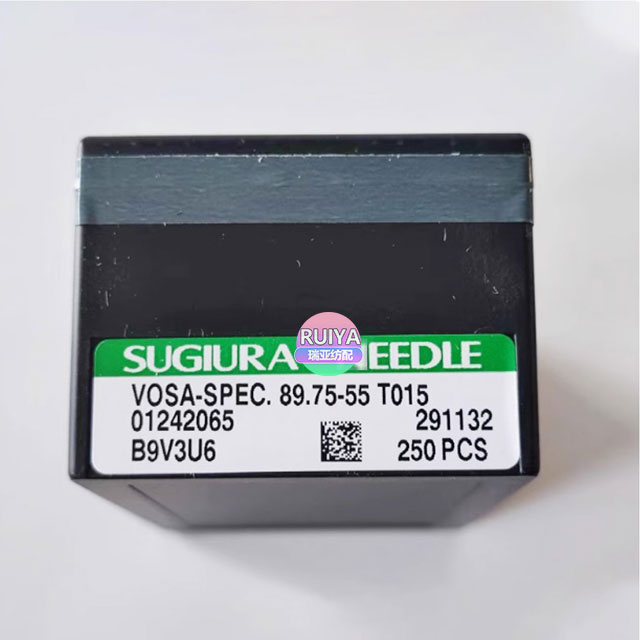 RUIYA
瑞亚纺配
SUGIURA NEEDLE
VOSA-SPEC. 89.75-55 T015
01242065 291132
B9V3U6 250 PCS